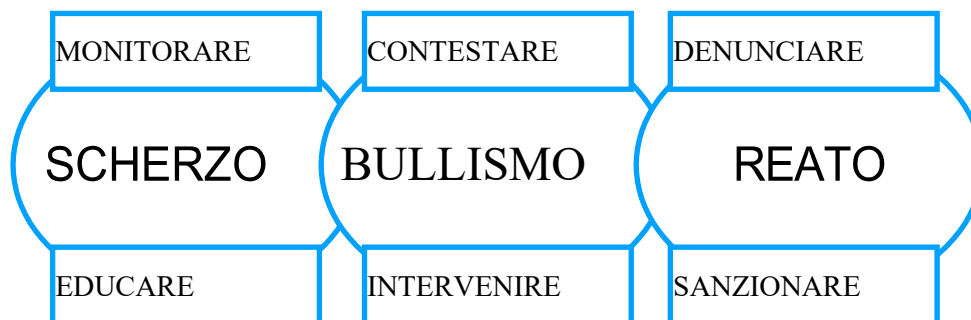 MONITORARE
CONTESTARE
DENUNCIARE
SCHERZO
BULLISMO
REATO
EDUCARE
INTERVENIRE
SANZIONARE